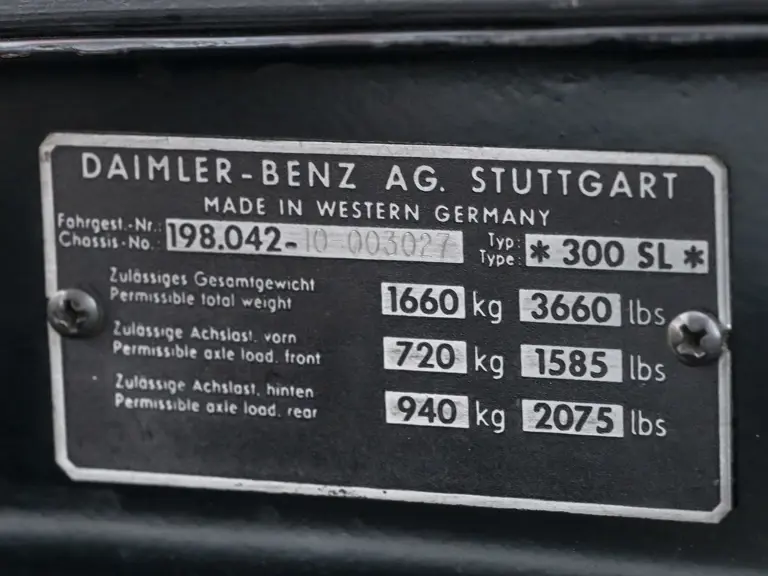 DAIMLER-BENZ AG. STUTTGART
MADE IN WESTERN GERMANY
Fahrgest.-Nr.: 198.042-10 003027 Typ: * 300 SL *
Chassis-No.: Type:
Zulässiges Gesamtgewicht
Permissible total weight 1660 kg 3660 lbs
Zulässige Achslast. vorn
Permissible axle load. front 720 kg 1585 lbs
Zulässige Achslast. hinten
Permissible axle load. rear 940 kg 2075 lbs